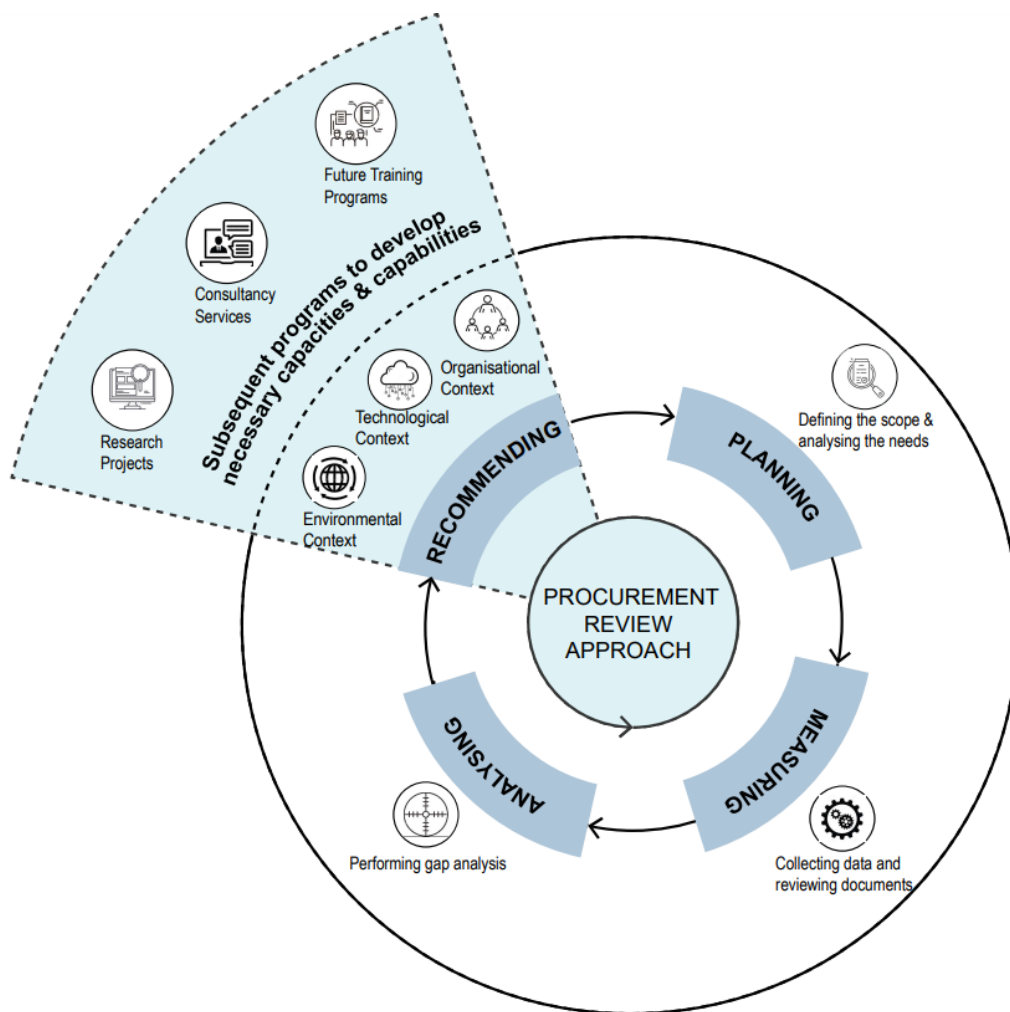 Future Training
Programs
Consultancy
Services
Research
Projects
Subsequent programs to develop
necessary capacities & capabilities
Organisational
Context
Technological
Context
Environmental
Context
RECOMMENDING
PLANNING
Defining the scope &
analysing the needs
MEASURING
Collecting data and
reviewing documents
ANALYSING
Performing gap analysis
PROCUREMENT
REVIEW
APPROACH